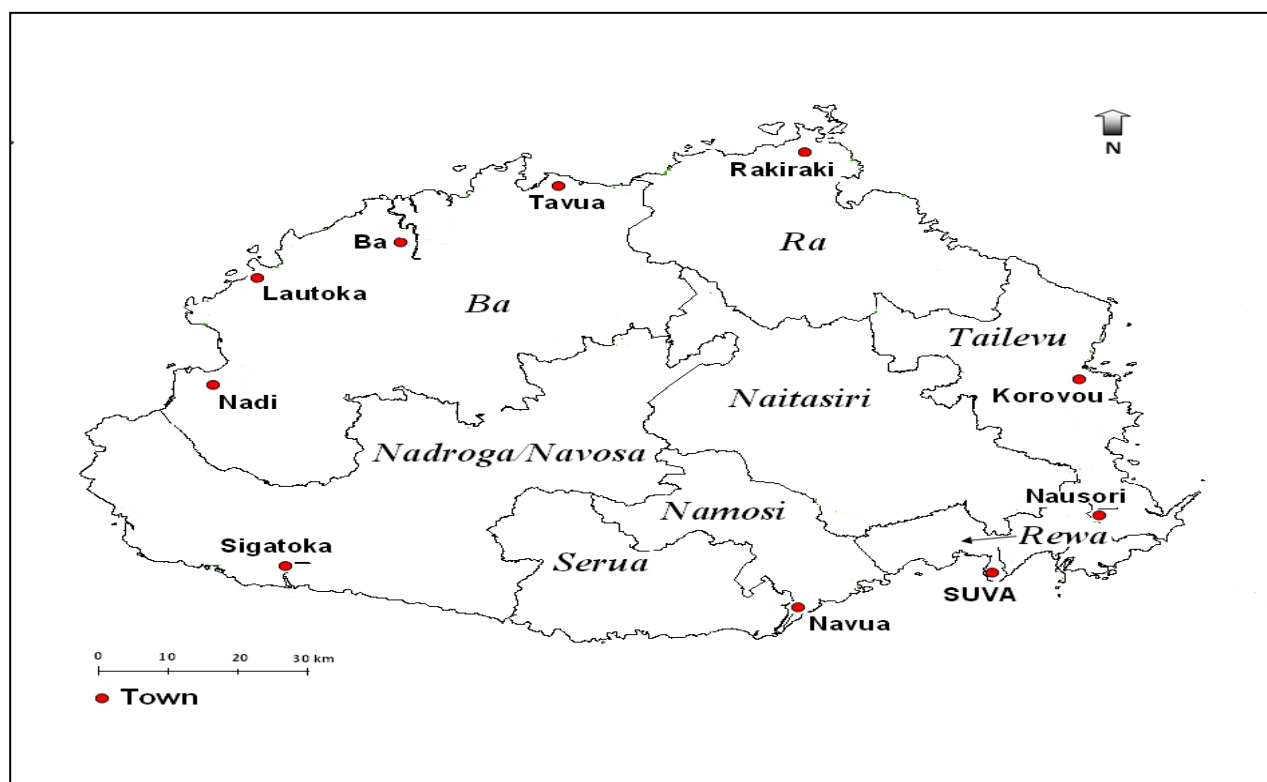 N
Rakiraki
Tavua
Ra
Ba
Lautoka
Ba
Tailevu
Nadi
Naitasiri
Korovou
Nadroga/Navosa
Nausori
Namosi
Rewa
Sigatoka
Serua
SUVA
Navua
0 10 20 30 km
Town